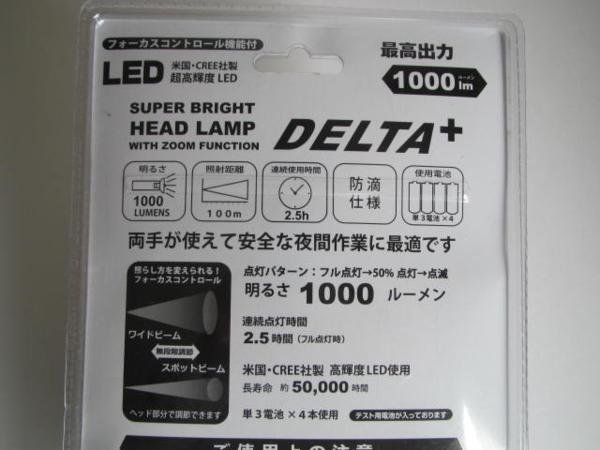 フォーカスコントロール機能付
LED 米国・CREE社製
超高輝度 LED
最高出力
1000 ルーメン lm
SUPER BRIGHT
HEAD LAMP
WITH ZOOM FUNCTION
DELTA+
明るさ
1000
LUMENS
照射距離
100m
連続使用時間
2.5h
防滴
仕様
使用電池
単3電池×4
両手が使えて安全な夜間作業に最適です
照らし方を変えられる!
フォーカスコントロール
ワイドビーム
無段階調節
スポットビーム
ヘッド部分で調節できます
点灯パターン:フル点灯→50% 点灯→点滅
明るさ 1000 ルーメン
連続点灯時間
2.5時間 (フル点灯時)
米国・CREE社製 高輝度LED使用
長寿命 約 50,000 時間
単3電池×4本使用 テスト用電池が入っております
ご使用上の注意